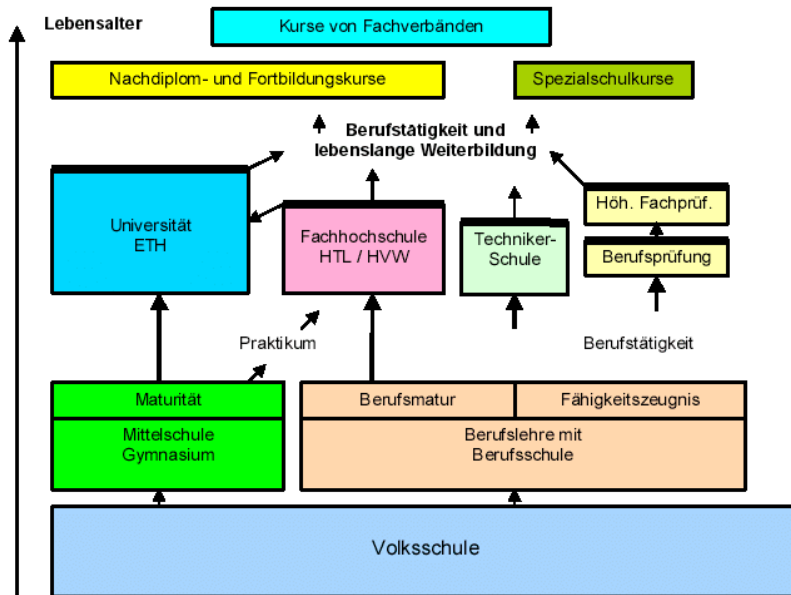 Lebensalter
Kurse von Fachverbänden
Nachdiplom- und Fortbildungskurse
Spezialschulkurse
Berufstätigkeit und
lebenslange Weiterbildung
Universität
ETH
Fachhochschule
HTL / HVW
Techniker-
Schule
Höh. Fachprüf.
Berufsprüfung
Praktikum
Berufstätigkeit
Maturität
Berufsmatur
Fähigkeitszeugnis
Mittelschule
Gymnasium
Berufslehre mit
Berufsschule
Volksschule